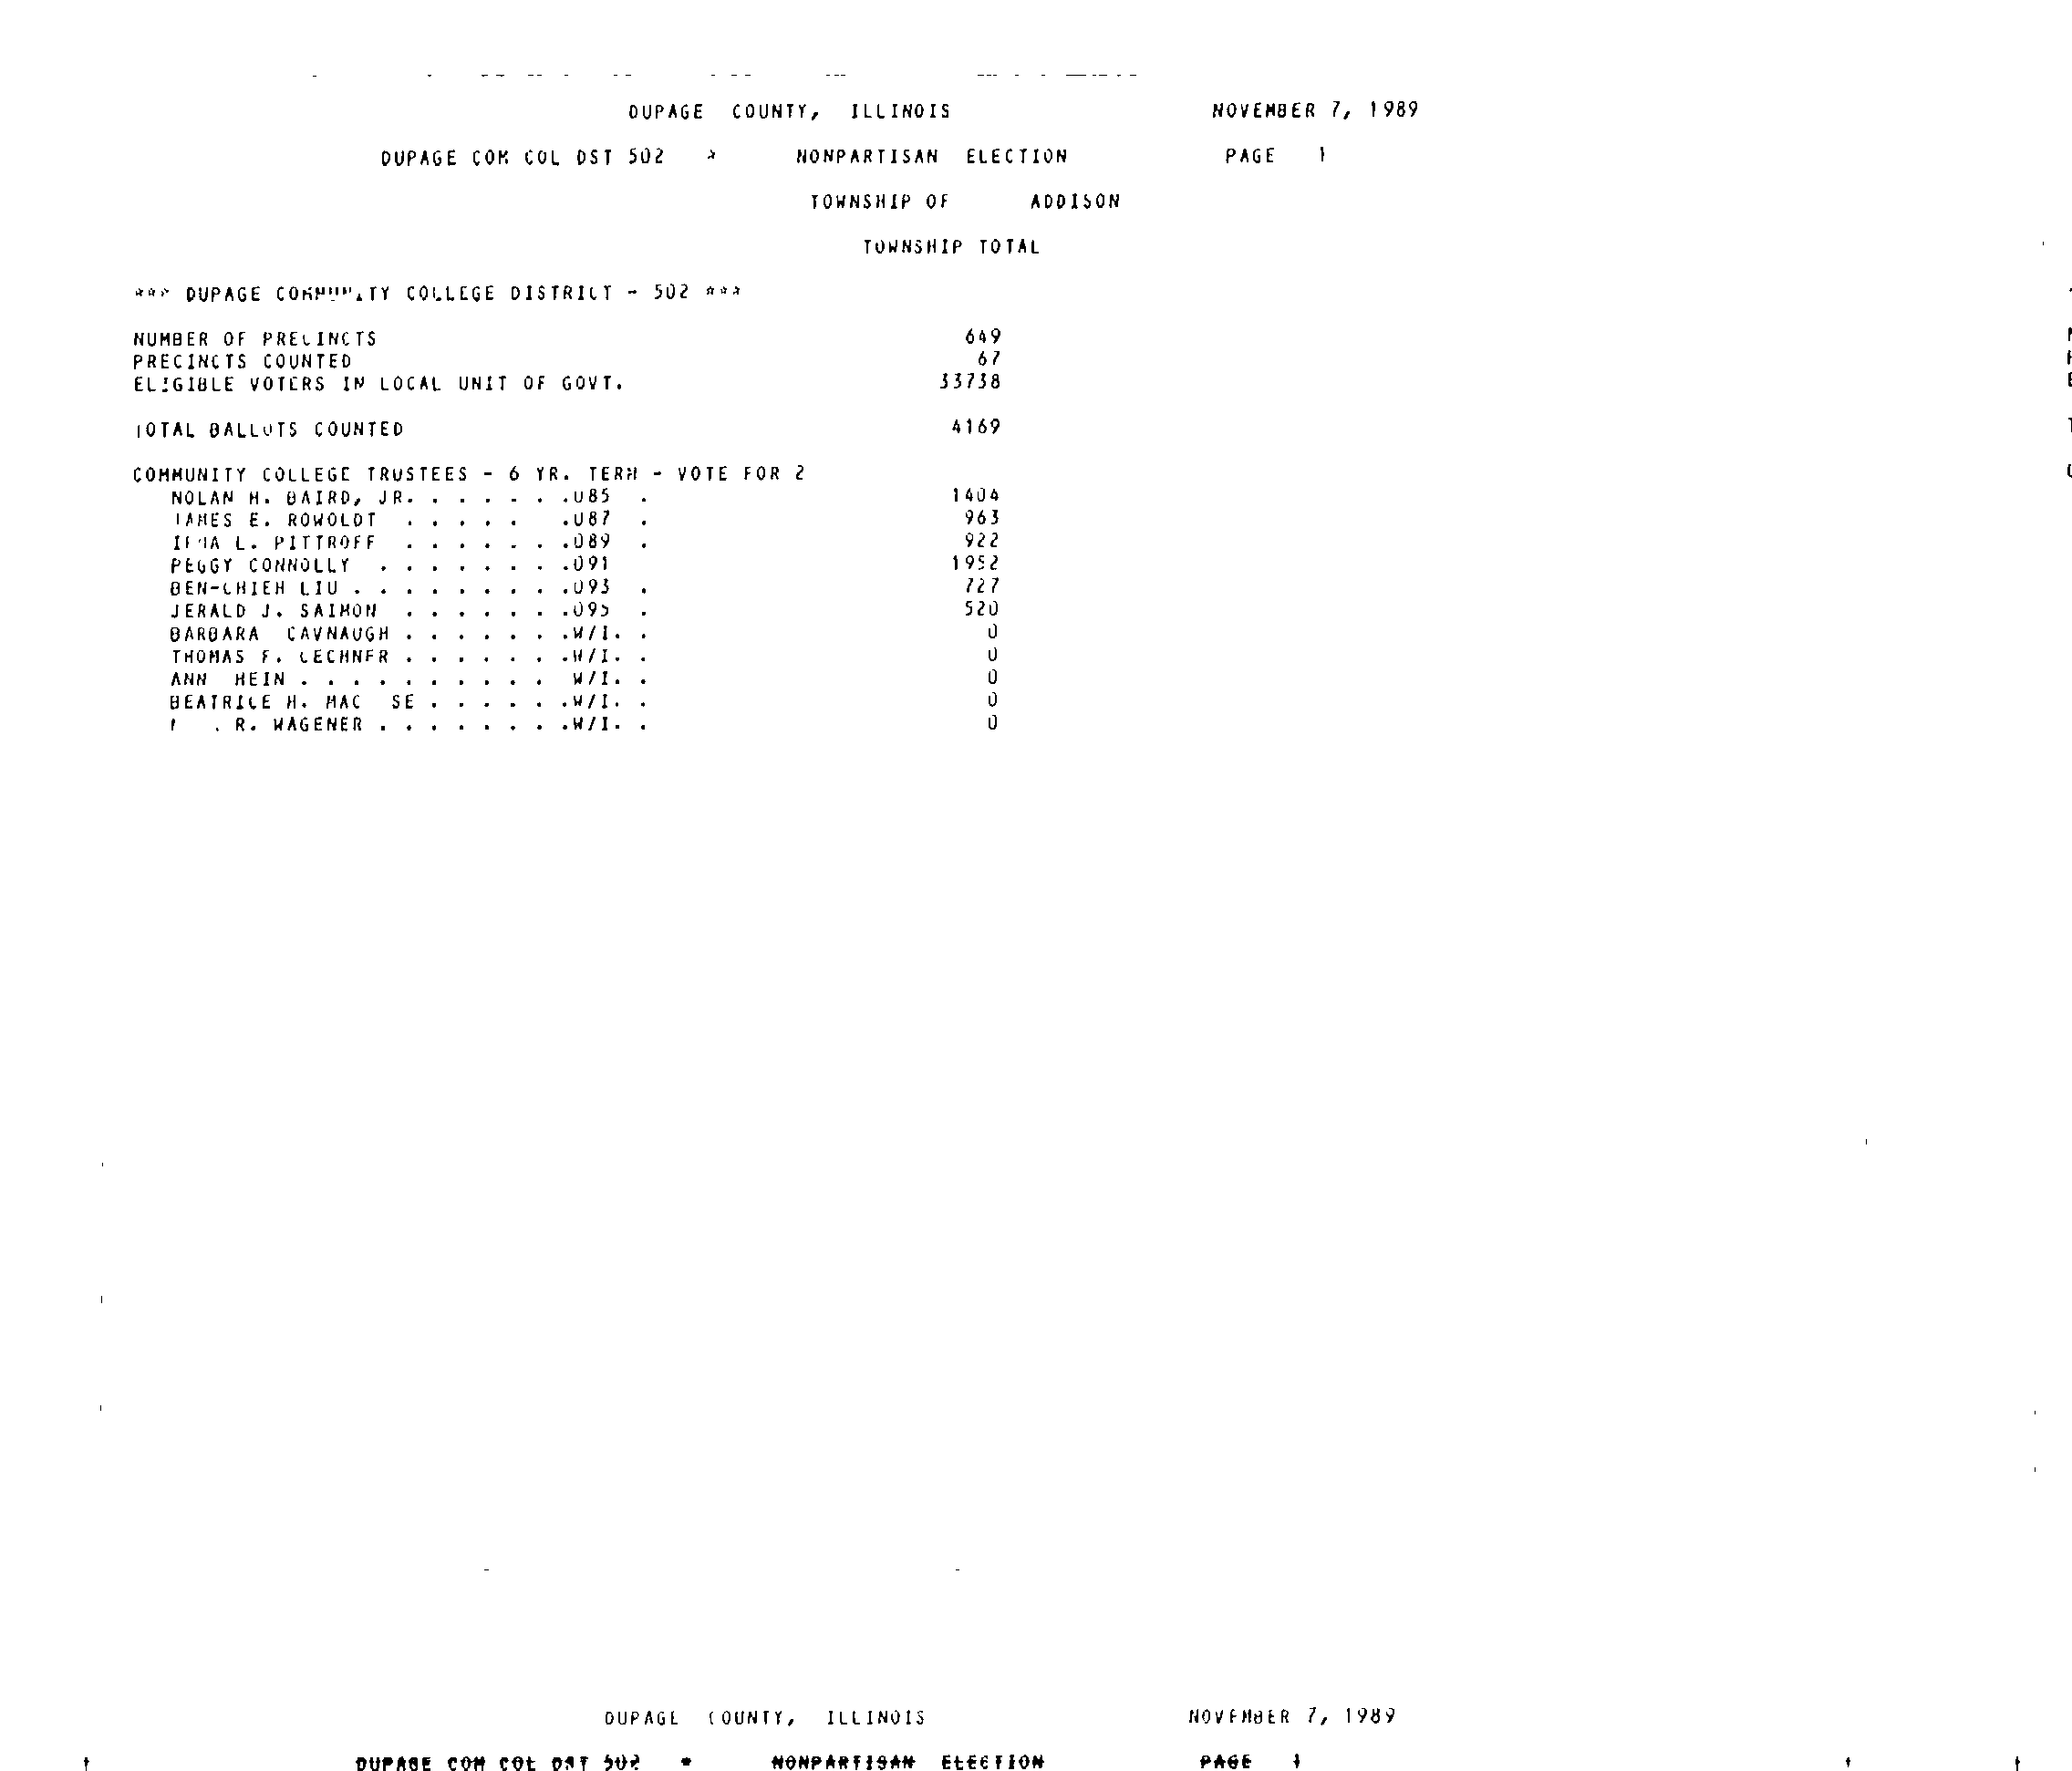 DUPAGE COUNTY, ILLINOIS NOVEMBER 7, 1989
DUPAGE COM COL DST 502 * NONPARTISAN ELECTION PAGE 1
TOWNSHIP OF ADDISON
TOWNSHIP TOTAL
*** DUPAGE COMMUNITY COLLEGE DISTRICT - 502 ***
NUMBER OF PRECINCTS 649
PRECINCTS COUNTED 67
ELIGIBLE VOTERS IN LOCAL UNIT OF GOVT. 33738
TOTAL BALLOTS COUNTED 4169
COMMUNITY COLLEGE TRUSTEES - 6 YR. TERM - VOTE FOR 2
NOLAN H. BAIRD, JR. . . . . . .085 . 1404
JAMES E. ROWOLDT . . . . . .087 . 963
L. PITTROFF . . . . . . .089 . 922
PEGGY CONNOLLY . . . . . . . .091 1952
BEN-CHIEH LIU . . . . . . . . .093 . 727
JERALD J. SAIMON . . . . . . .095 . 520
BARBARA CAVNAUGH . . . . . . .W/I. . 0
THOMAS F. LECHNER . . . . . . .W/I. . 0
ANN HEIN . . . . . . . . . . W/I. . 0
BEATRICE H. MAC SE . . . . . .W/I. . 0
R. WAGENER . . . . . . . .W/I. . 0
DUPAGE COUNTY, ILLINOIS NOVEMBER 7, 1989
DUPAGE COM COL DST 502 * NONPARTISAN ELECTION PAGE 1